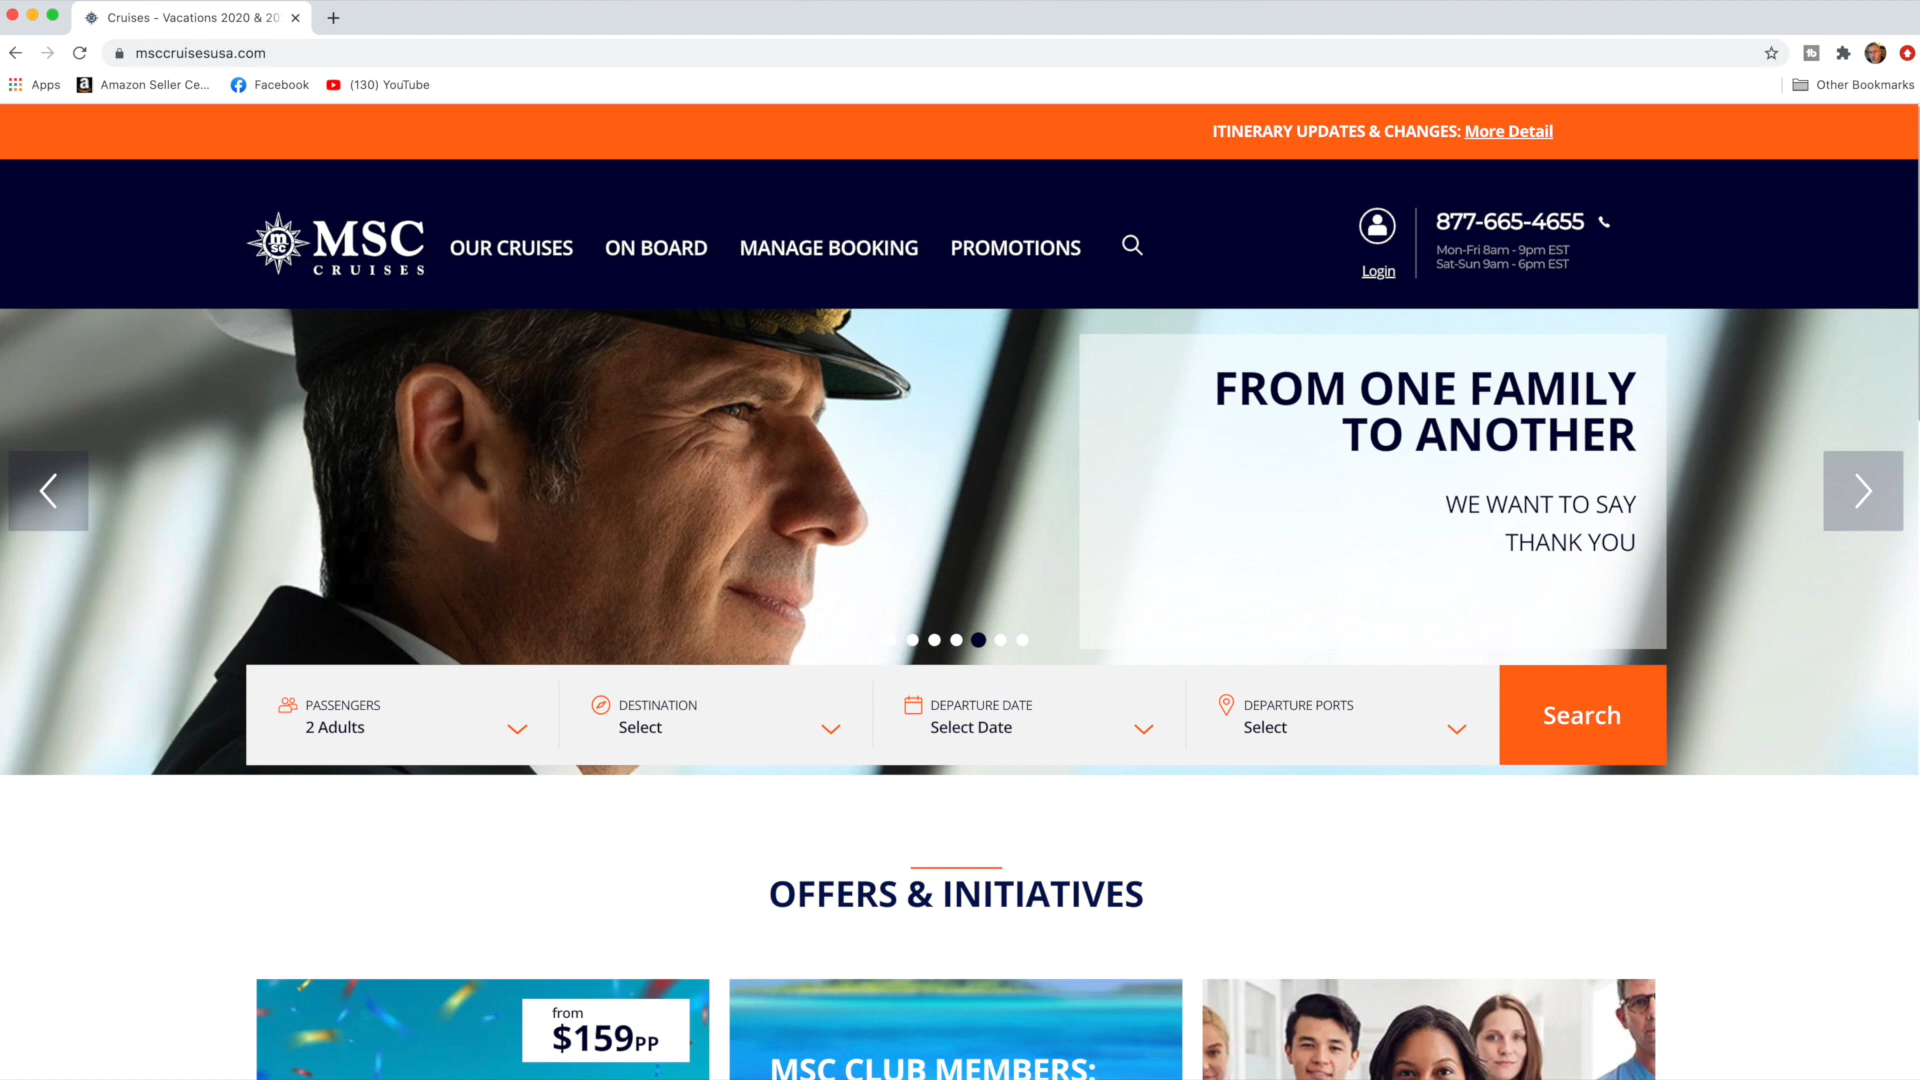 Cruises - Vacations 2020 & 20
msccruisesusa.com
Apps
Amazon Seller Ce...
Facebook
(130) YouTube
Other Bookmarks
ITINERARY UPDATES & CHANGES: More Detail
MSC
CRUISES
OUR CRUISES
ON BOARD
MANAGE BOOKING
PROMOTIONS
Login
877-665-4655
Mon-Fri 8am - 9pm EST
Sat-Sun 9am - 6pm EST
FROM ONE FAMILY
TO ANOTHER
WE WANT TO SAY
THANK YOU
PASSENGERS
2 Adults
DESTINATION
Select
DEPARTURE DATE
Select Date
DEPARTURE PORTS
Select
Search
OFFERS & INITIATIVES
from
$159PP
MSC CLUB MEMBERS: